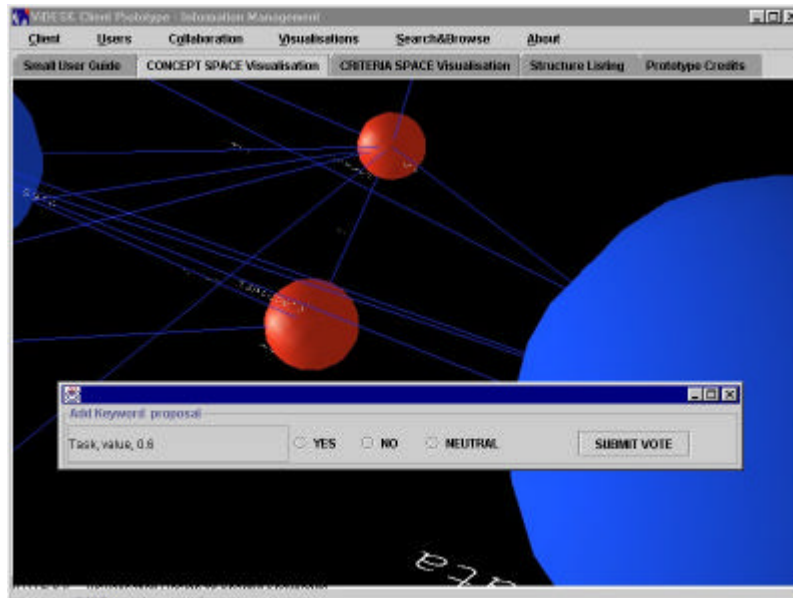 ViDESK Client Prototype - Information Management
Client Users Collaboration Visualisations Search&Browse About
Small User Guide CONCEPT SPACE Visualisation CRITERIA SPACE Visualisation Structure Listing Prototype Credits
Add Keyword proposal
Task, value, 0.6 YES NO NEUTRAL SUBMIT VOTE
ata